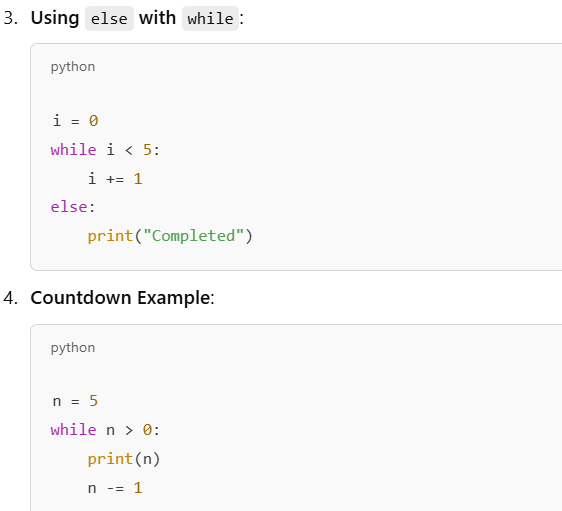 3. Using else with while:
python
i = 0
while i < 5:
    i += 1
else:
    print("Completed")
4. Countdown Example:
python
n = 5
while n > 0:
    print(n)
    n -= 1